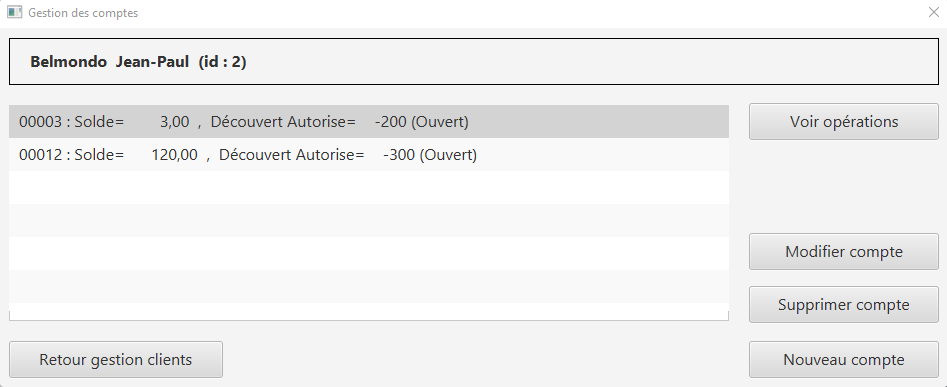 Gestion des comptes
Belmondo Jean-Paul (id : 2)
00003 : Solde= 3,00 , Découvert Autorise= -200 (Ouvert)
00012 : Solde= 120,00 , Découvert Autorise= -300 (Ouvert)
Voir opérations
Modifier compte
Supprimer compte
Retour gestion clients
Nouveau compte